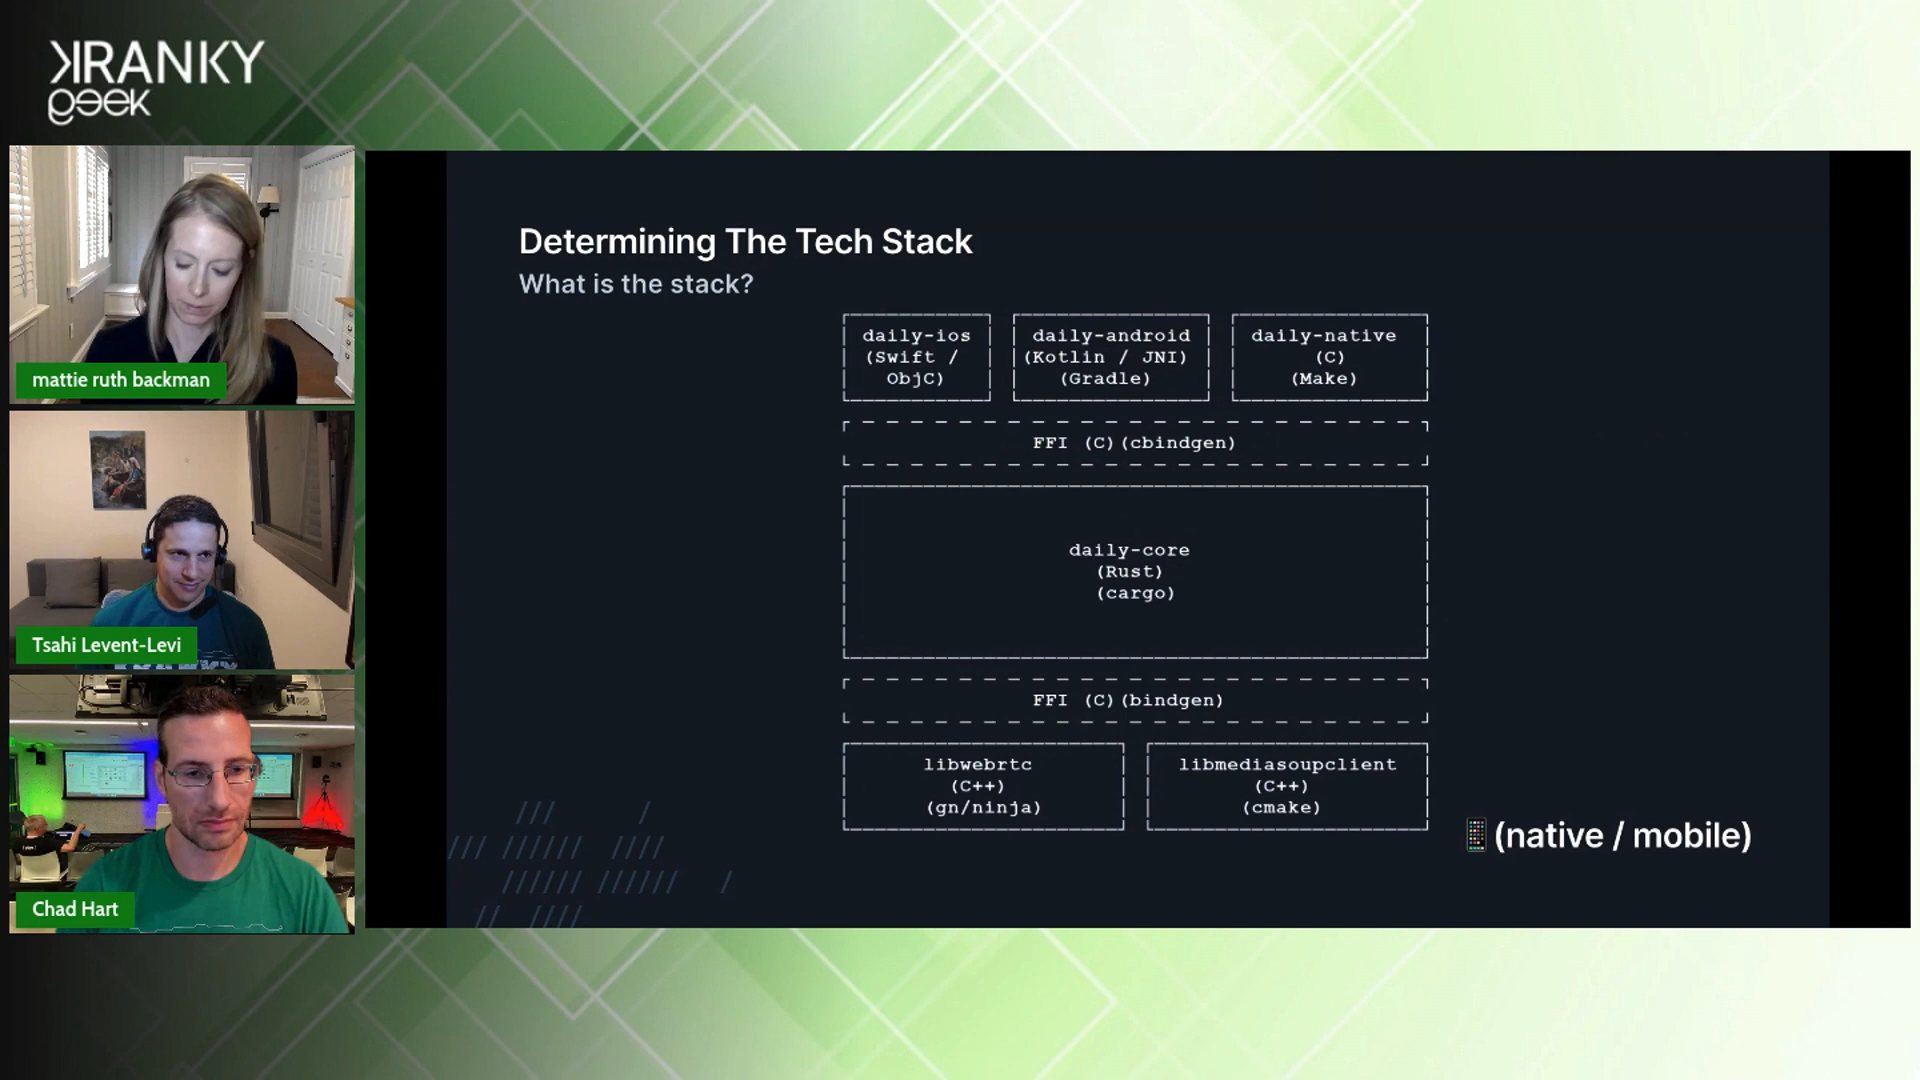 KRANKY
geek
mattie ruth backman
Tsahi Levent-Levi
Chad Hart
Determining The Tech Stack
What is the stack?
daily-ios
(Swift /
ObjC)
daily-android
(Kotlin / JNI)
(Gradle)
daily-native
(C)
(Make)
FFI (C)(cbindgen)
daily-core
(Rust)
(cargo)
FFI (C)(bindgen)
libwebrtc
(C++)
(gn/ninja)
libmediasoupclient
(C++)
(cmake)
(native / mobile)